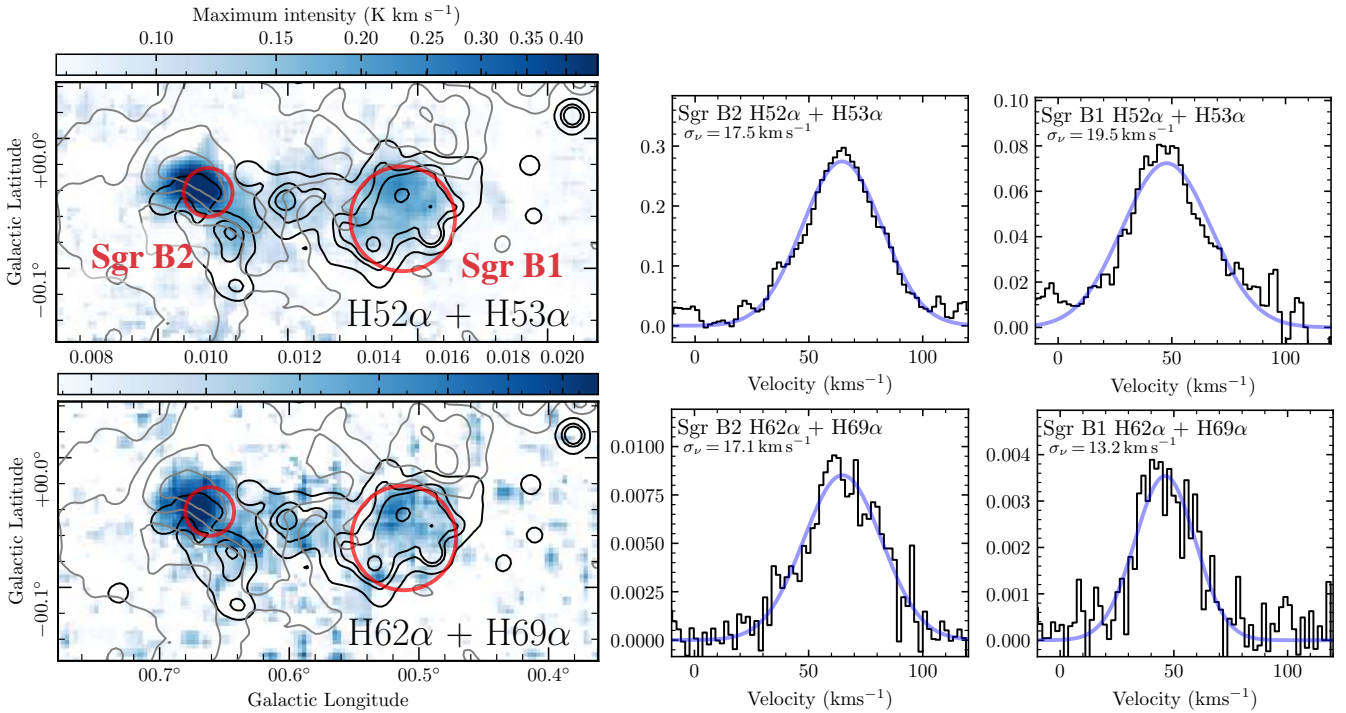 Maximum intensity (K km s⁻¹)
0.10 0.15 0.20 0.25 0.30 0.35 0.40
Galactic Latitude
+00.0°
−00.1°
Sgr B2
Sgr B1
H52α + H53α
0.008 0.010 0.012 0.014 0.016 0.018 0.020
Galactic Latitude
+00.0°
−00.1°
H62α + H69α
00.7° 00.6° 00.5° 00.4°
Galactic Longitude
Sgr B2 H52α + H53α
σᵥ = 17.5 km s⁻¹
0.3
0.2
0.1
0.0
0 50 100
Velocity (kms⁻¹)
Sgr B1 H52α + H53α
σᵥ = 19.5 km s⁻¹
0.10
0.08
0.06
0.04
0.02
0.00
0 50 100
Velocity (kms⁻¹)
Sgr B2 H62α + H69α
σᵥ = 17.1 km s⁻¹
0.0100
0.0075
0.0050
0.0025
0.0000
0 50 100
Velocity (kms⁻¹)
Sgr B1 H62α + H69α
σᵥ = 13.2 km s⁻¹
0.004
0.003
0.002
0.001
0.000
0 50 100
Velocity (kms⁻¹)